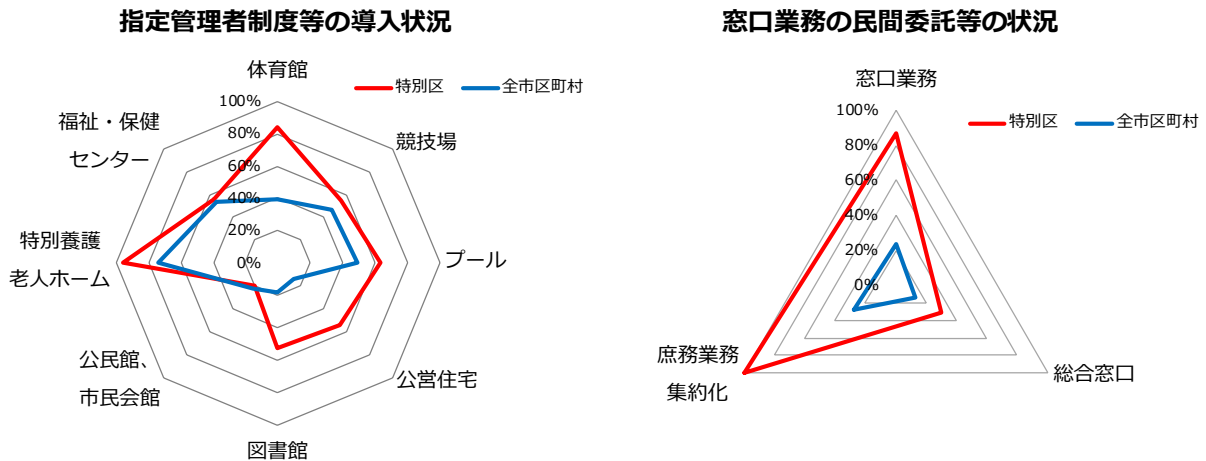 指定管理者制度等の導入状況
体育館
特別区
全市区町村
100%
80%
60%
40%
20%
0%
福祉・保健
センター
競技場
特別養護
老人ホーム
プール
公民館、
市民会館
公営住宅
図書館
窓口業務の民間委託等の状況
窓口業務
特別区
全市区町村
100%
80%
60%
40%
20%
0%
庶務業務
集約化
総合窓口